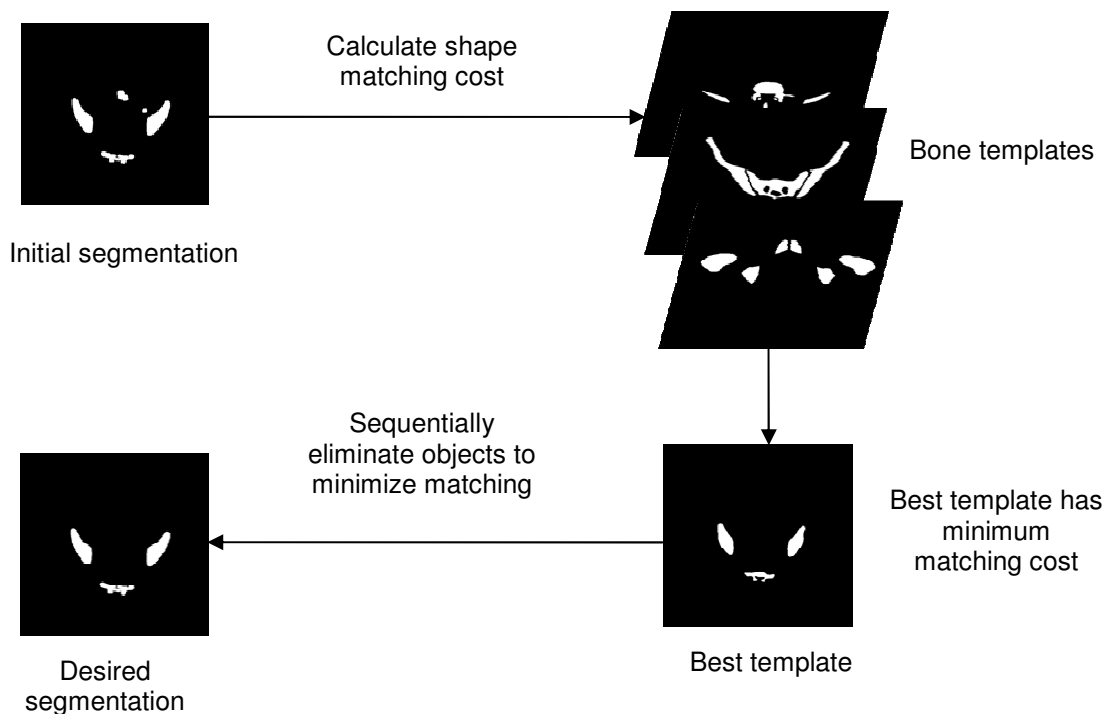 Calculate shape
matching cost
Bone templates
Initial segmentation
Sequentially
eliminate objects to
minimize matching
Best template has
minimum
matching cost
Best template
Desired
segmentation